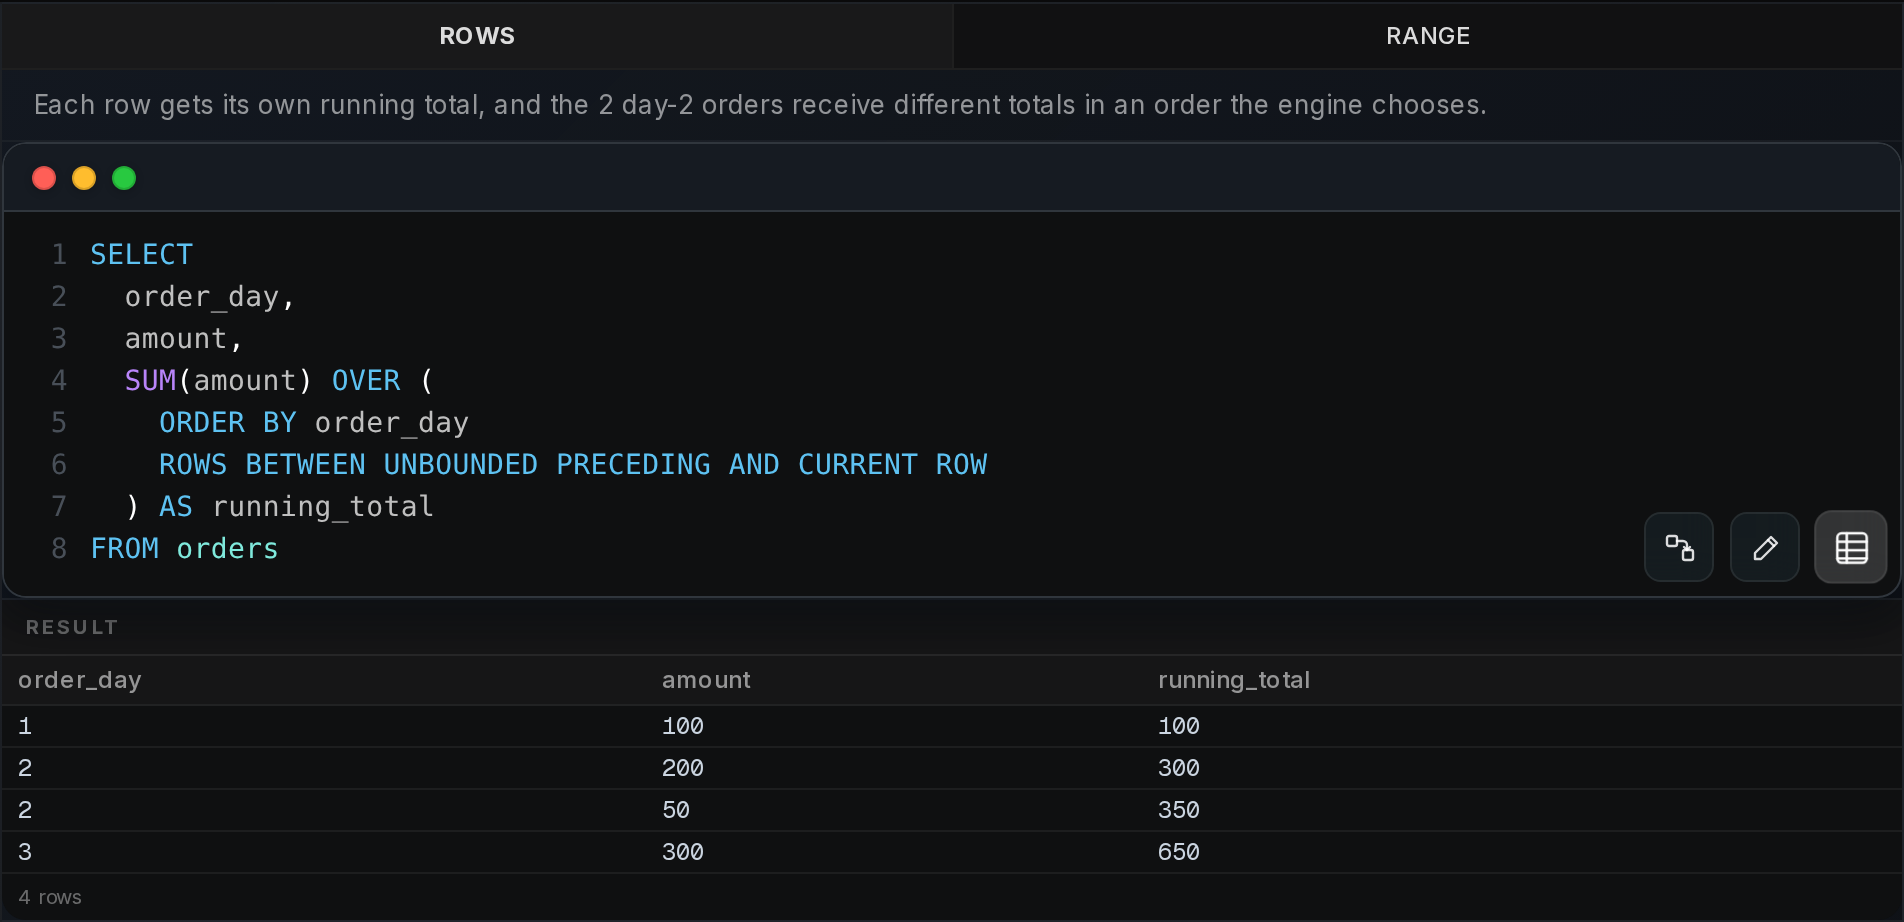 ROWS
RANGE
Each row gets its own running total, and the 2 day-2 orders receive different totals in an order the engine chooses.
1 SELECT
2   order_day,
3   amount,
4   SUM(amount) OVER (
5     ORDER BY order_day
6     ROWS BETWEEN UNBOUNDED PRECEDING AND CURRENT ROW
7   ) AS running_total
8 FROM orders
RESULT
order_day amount running_total
1 100 100
2 200 300
2 50 350
3 300 650
4 rows